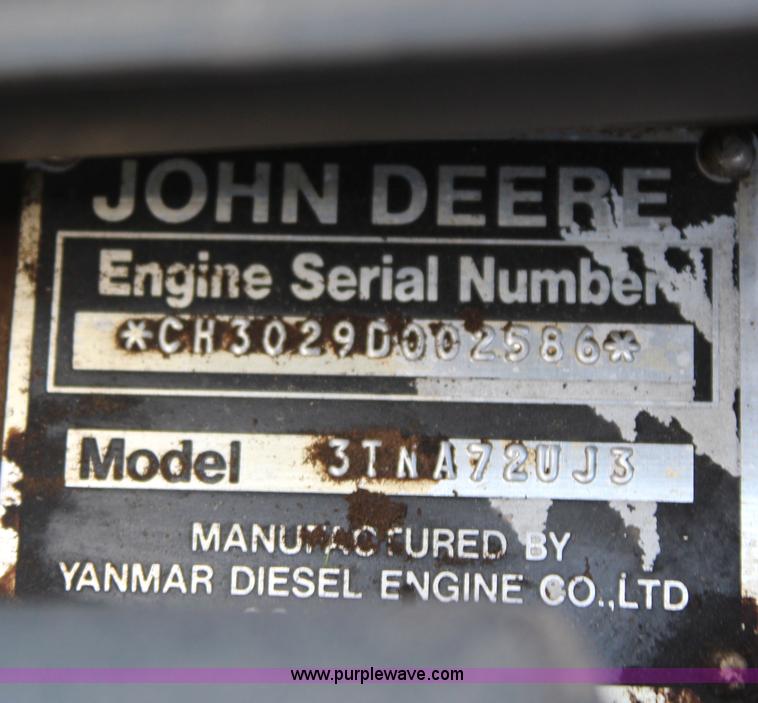 JOHN DEERE
Engine Serial Number
*CH3029D002586*
Model 3TNA72UJ3
MANUFACTURED BY
YANMAR DIESEL ENGINE CO.,LTD
www.purplewave.com